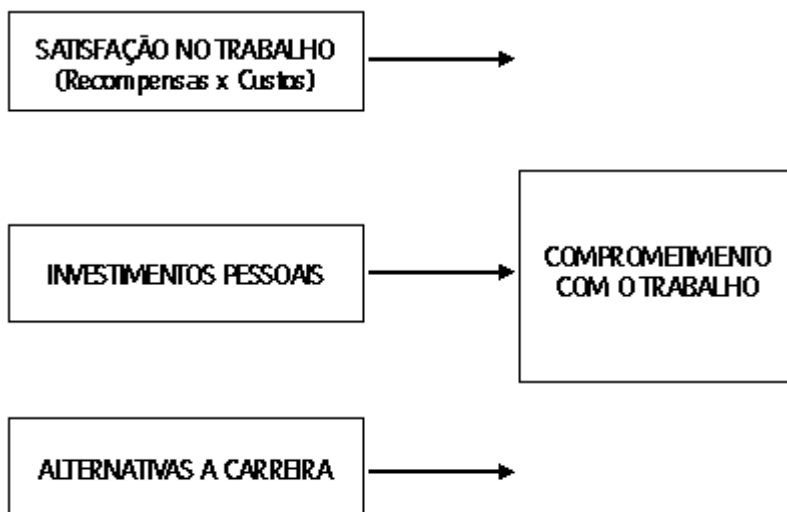 SATISFAÇÃO NO TRABALHO
(Recompensas x Custos)
INVESTIMENTOS PESSOAIS
COMPROMETIMENTO
COM O TRABALHO
ALTERNATIVAS A CARREIRA